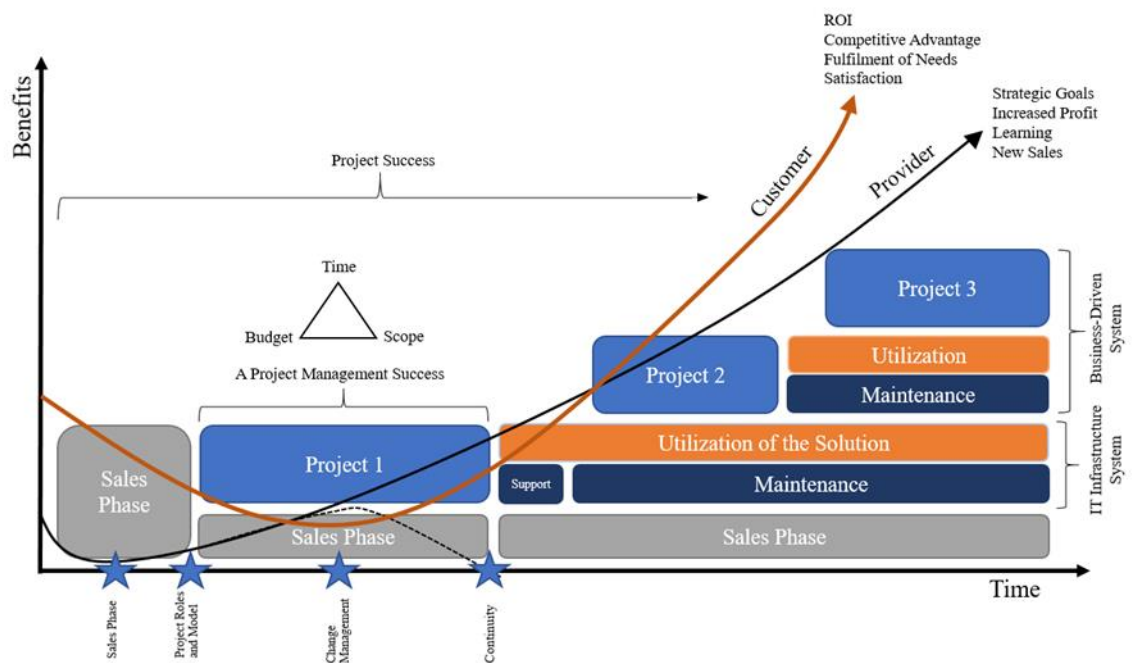 ROI
Competitive Advantage
Fulfilment of Needs
Satisfaction
Strategic Goals
Increased Profit
Learning
New Sales
Benefits
Project Success
Customer
Provider
Time
Budget
Scope
A Project Management Success
Project 3
Project 2
Utilization
Maintenance
Business-Driven
System
Sales
Phase
Project 1
Utilization of the Solution
Support
Maintenance
IT Infrastructure
System
Sales Phase
Sales Phase
Time
Sales Phase
Project Roles
and Model
Change
Management
Continuity